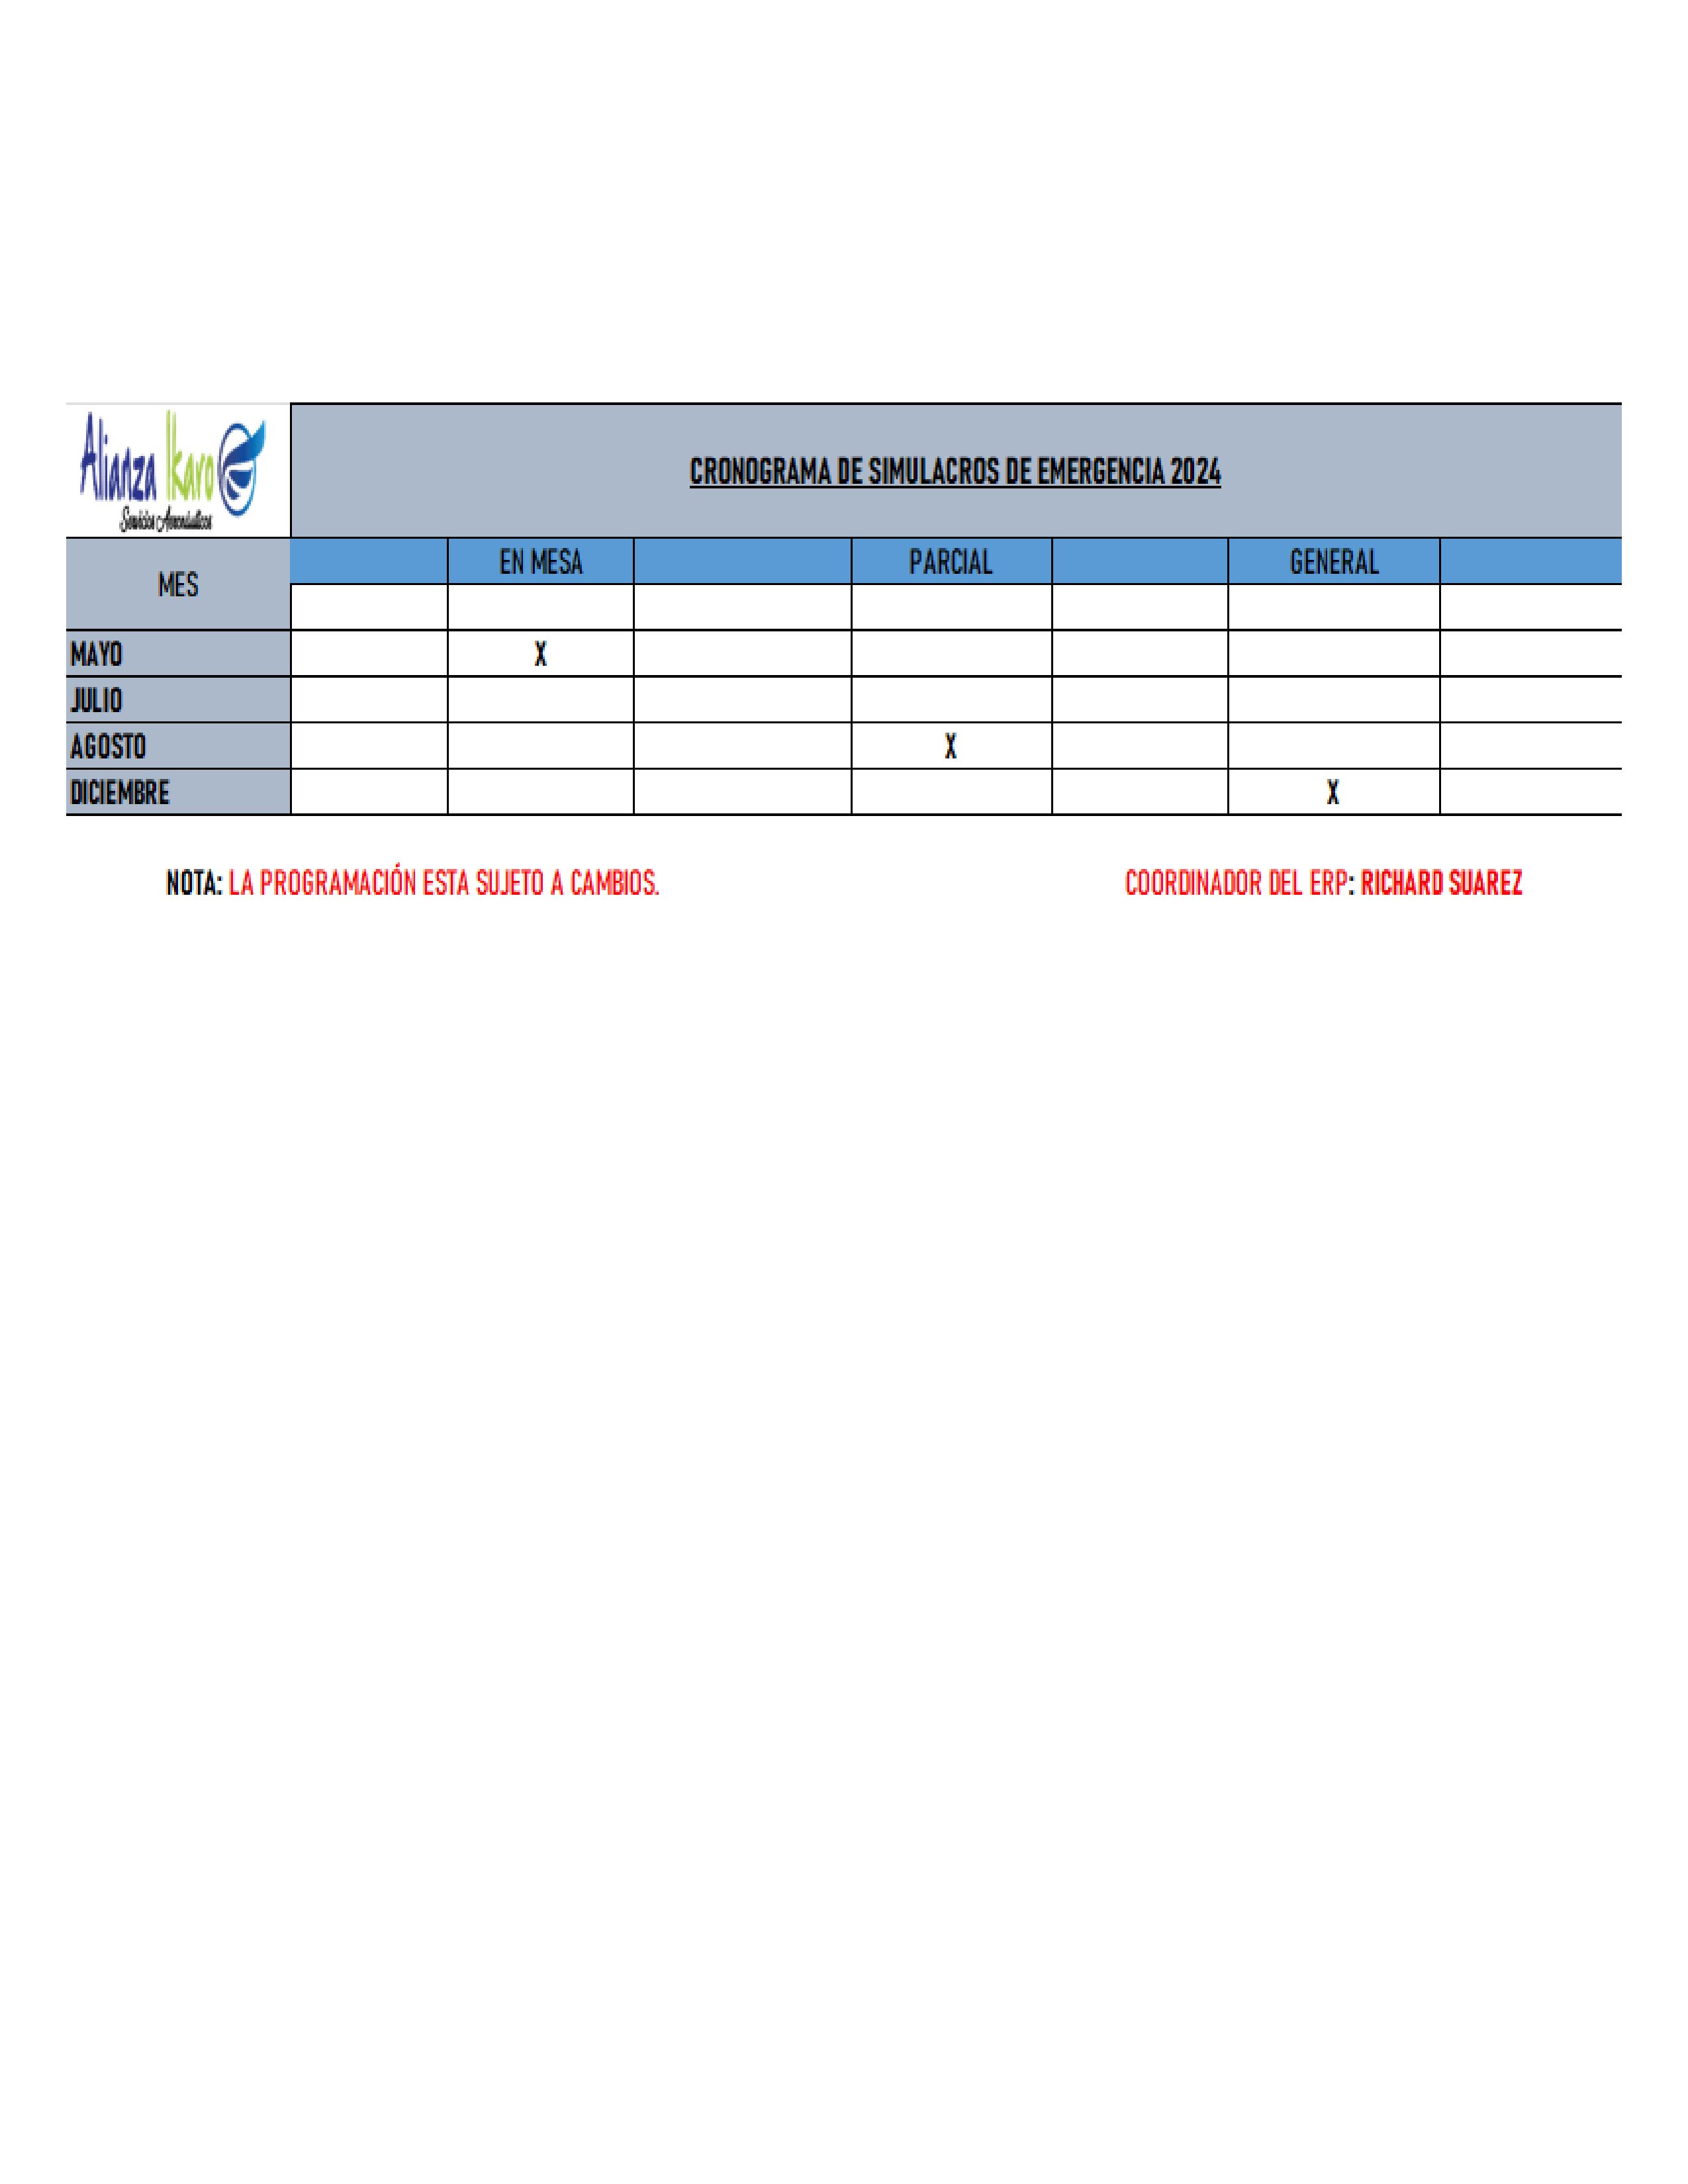 Alianza Ikaro
Servicios Aeronáuticos
CRONOGRAMA DE SIMULACROS DE EMERGENCIA 2024
MES EN MESA PARCIAL GENERAL
MAYO X
JULIO
AGOSTO X
DICIEMBRE X
NOTA: LA PROGRAMACIÓN ESTA SUJETO A CAMBIOS. COORDINADOR DEL ERP: RICHARD SUAREZ